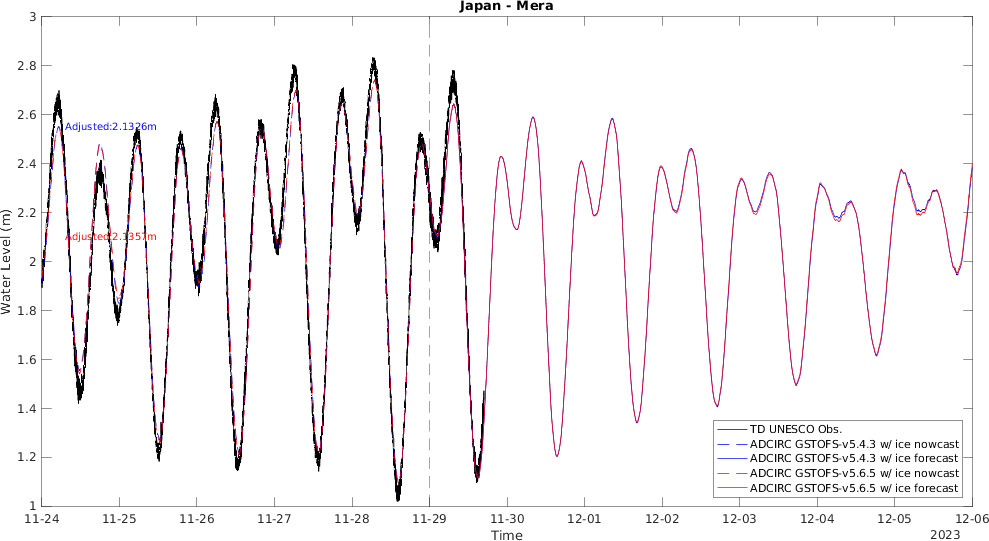 Japan - Mera
3
2.8
2.6
2.4
2.2
2
1.8
1.6
1.4
1.2
1
Water Level (m)
Adjusted:2.1326m
Adjusted:2.1357m
TD UNESCO Obs.
ADCIRC GSTOFS-v5.4.3 w/ ice nowcast
ADCIRC GSTOFS-v5.4.3 w/ ice forecast
ADCIRC GSTOFS-v5.6.5 w/ ice nowcast
ADCIRC GSTOFS-v5.6.5 w/ ice forecast
11-24 11-25 11-26 11-27 11-28 11-29 11-30 12-01 12-02 12-03 12-04 12-05 12-06
Time
2023